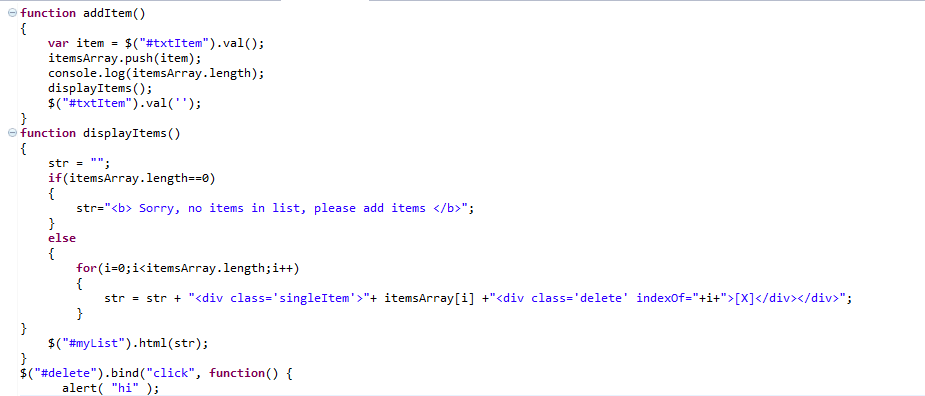 function addItem()
{
    var item = $("#txtItem").val();
    itemsArray.push(item);
    console.log(itemsArray.length);
    displayItems();
    $("#txtItem").val('');
}
function displayItems()
{
    str = "";
    if(itemsArray.length==0)
    {
        str="<b> Sorry, no items in list, please add items </b>";
    }
    else
    {
        for(i=0;i<itemsArray.length;i++)
        {
            str = str + "<div class='singleItem'>"+ itemsArray[i] +"<div class='delete' indexOf="+i+">[X]</div></div>";
        }
}
    $("#myList").html(str);
}
$("#delete").bind("click", function() {
      alert( "hi" );